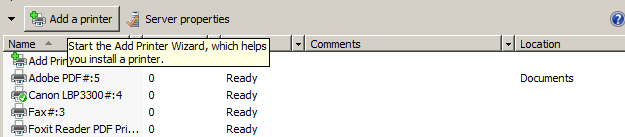 Add a printer Server properties
Name Comments Location
Start the Add Printer Wizard, which helps
you install a printer.
Add Prin
Adobe PDF#:5 0 Ready Documents
Canon LBP3300#:4 0 Ready
Fax#:3 0 Ready
Foxit Reader PDF Pri... 0 Ready